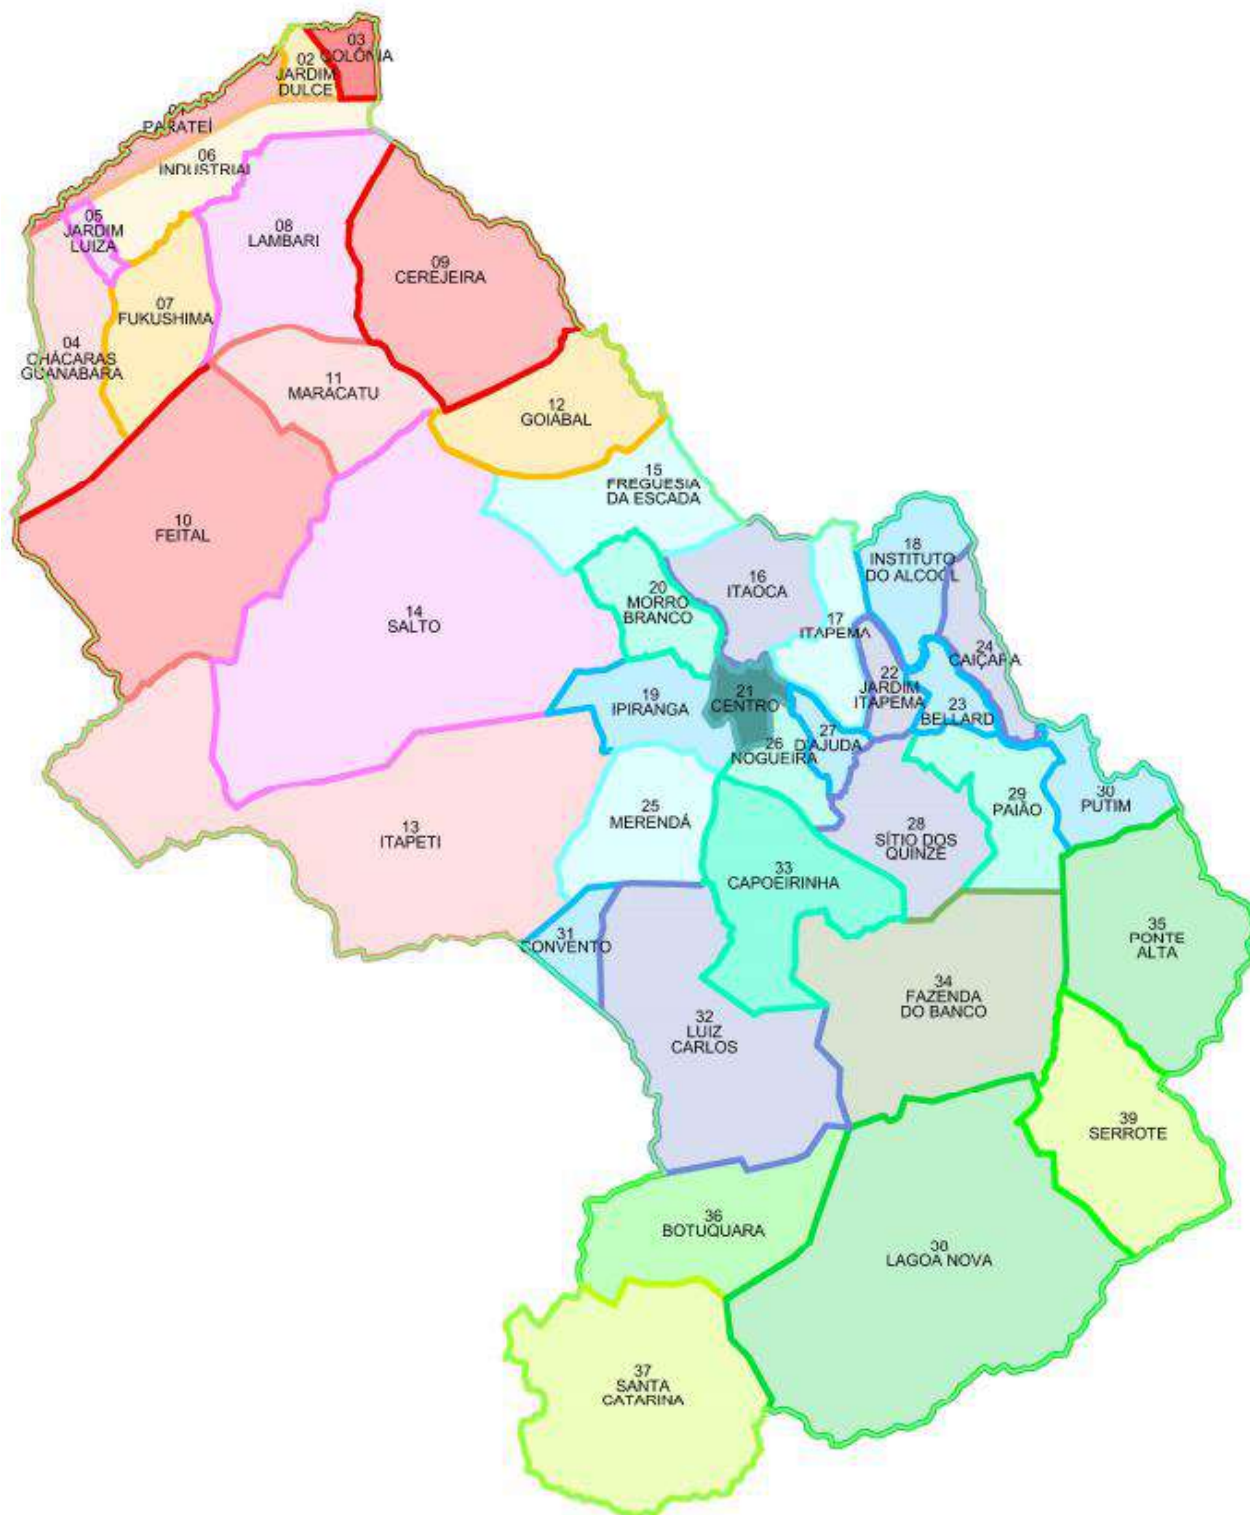 03
COLÔNIA
02
JARDIM
DULCE
01
PARATEÍ
06
INDUSTRIAL
05
JARDIM
LUIZA
08
LAMBARI
09
CEREJEIRA
07
FUKUSHIMA
04
CHÁCARAS
GUANABARA
11
MARACATU
12
GOIABAL
15
FREGUESIA
DA ESCADA
10
FEITAL
18
INSTITUTO
DO ALCOOL
16
ITAOCA
20
MORRO
BRANCO
14
SALTO
17
ITAPEMA
24
CAIÇARA
22
JARDIM
ITAPEMA
19
IPIRANGA
21
CENTRO
23
BELLARD
27
D'AJUDA
26
NOGUEIRA
25
MERENDÁ
29
PAIÃO
30
PUTIM
13
ITAPETI
28
SÍTIO DOS
QUINZE
33
CAPOEIRINHA
31
CONVENTO
35
PONTE
ALTA
34
FAZENDA
DO BANCO
32
LUIZ
CARLOS
39
SERROTE
36
BOTUQUARA
38
LAGOA NOVA
37
SANTA
CATARINA